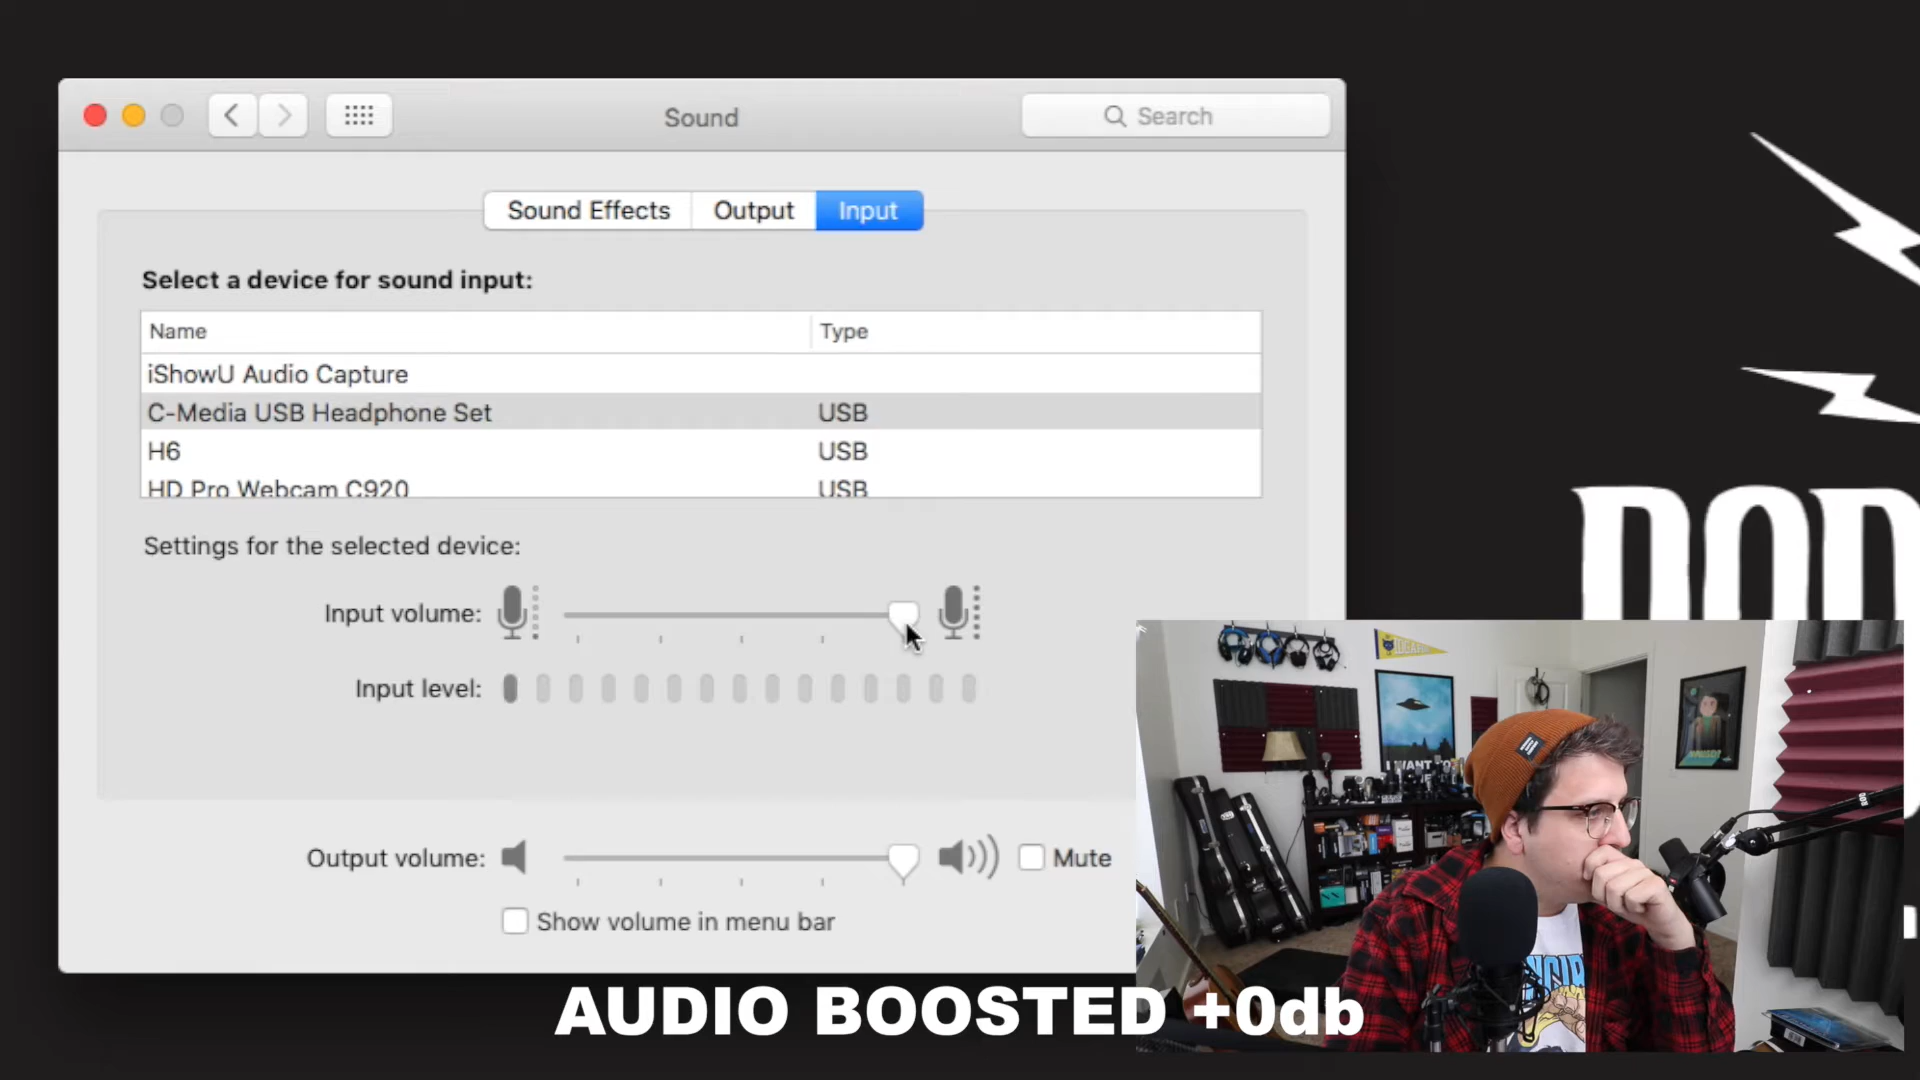 Sound
Search
Sound Effects
Output
Input
Select a device for sound input:
Name
Type
iShowU Audio Capture
C-Media USB Headphone Set
USB
H6
USB
HD Pro Webcam C920
USB
Settings for the selected device:
Input volume:
Input level:
Output volume:
Mute
Show volume in menu bar
I WANT TO
AUDIO BOOSTED +0db